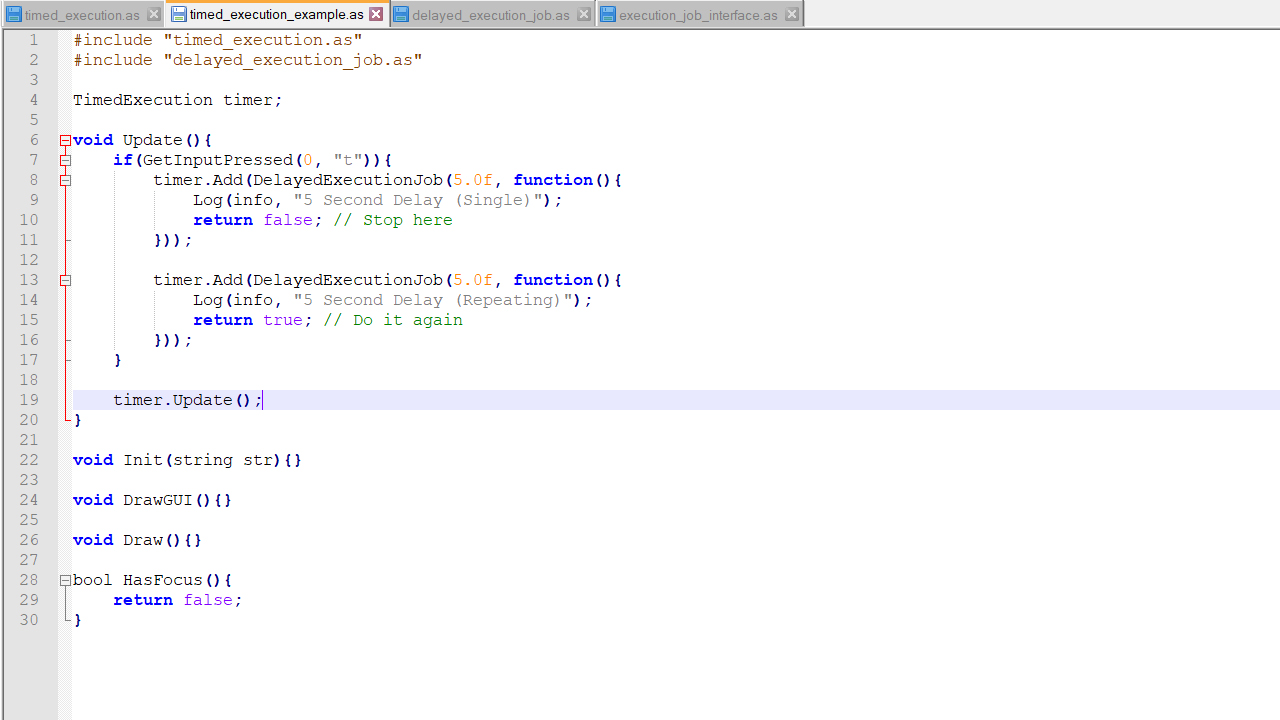 timed_execution.as timed_execution_example.as delayed_execution_job.as execution_job_interface.as
1 #include "timed_execution.as"
2 #include "delayed_execution_job.as"
3
4 TimedExecution timer;
5
6 void Update(){
7     if(GetInputPressed(0, "t")){
8         timer.Add(DelayedExecutionJob(5.0f, function(){
9             Log(info, "5 Second Delay (Single)");
10             return false; // Stop here
11         }));
12
13         timer.Add(DelayedExecutionJob(5.0f, function(){
14             Log(info, "5 Second Delay (Repeating)");
15             return true; // Do it again
16         }));
17     }
18
19     timer.Update();
20 }
21
22 void Init(string str){}
23
24 void DrawGUI(){}
25
26 void Draw(){}
27
28 bool HasFocus(){
29     return false;
30 }